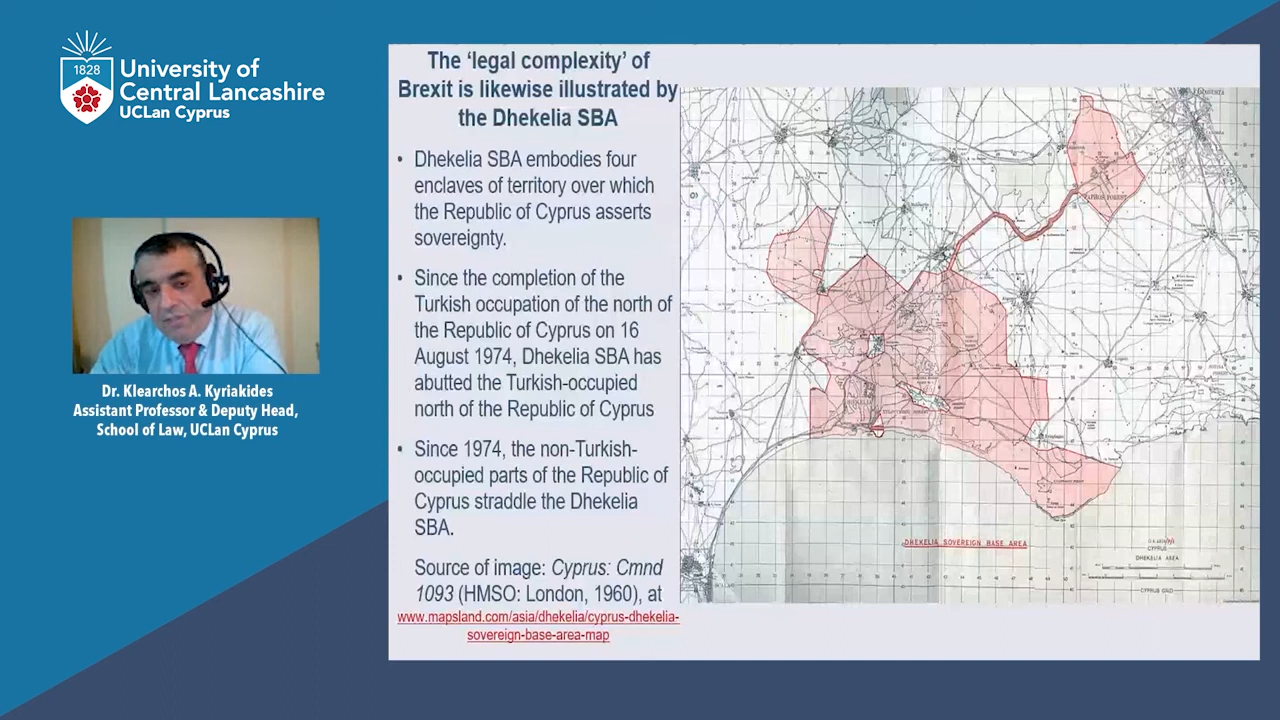 1828
University of
Central Lancashire
UCLan Cyprus
Dr. Klearchos A. Kyriakides
Assistant Professor & Deputy Head,
School of Law, UCLan Cyprus
The ‘legal complexity’ of
Brexit is likewise illustrated by
the Dhekelia SBA
• Dhekelia SBA embodies four
enclaves of territory over which
the Republic of Cyprus asserts
sovereignty.
• Since the completion of the
Turkish occupation of the north of
the Republic of Cyprus on 16
August 1974, Dhekelia SBA has
abutted the Turkish-occupied
north of the Republic of Cyprus
• Since 1974, the non-Turkish-
occupied parts of the Republic of
Cyprus straddle the Dhekelia
SBA.
Source of image: Cyprus: Cmnd
1093 (HMSO: London, 1960), at
www.mapsland.com/asia/dhekelia/cyprus-dhekelia-
sovereign-base-area-map
DHEKELIA SOVEREIGN BASE AREA
CYPRUS
DHEKELIA AREA
CYPRUS GRID